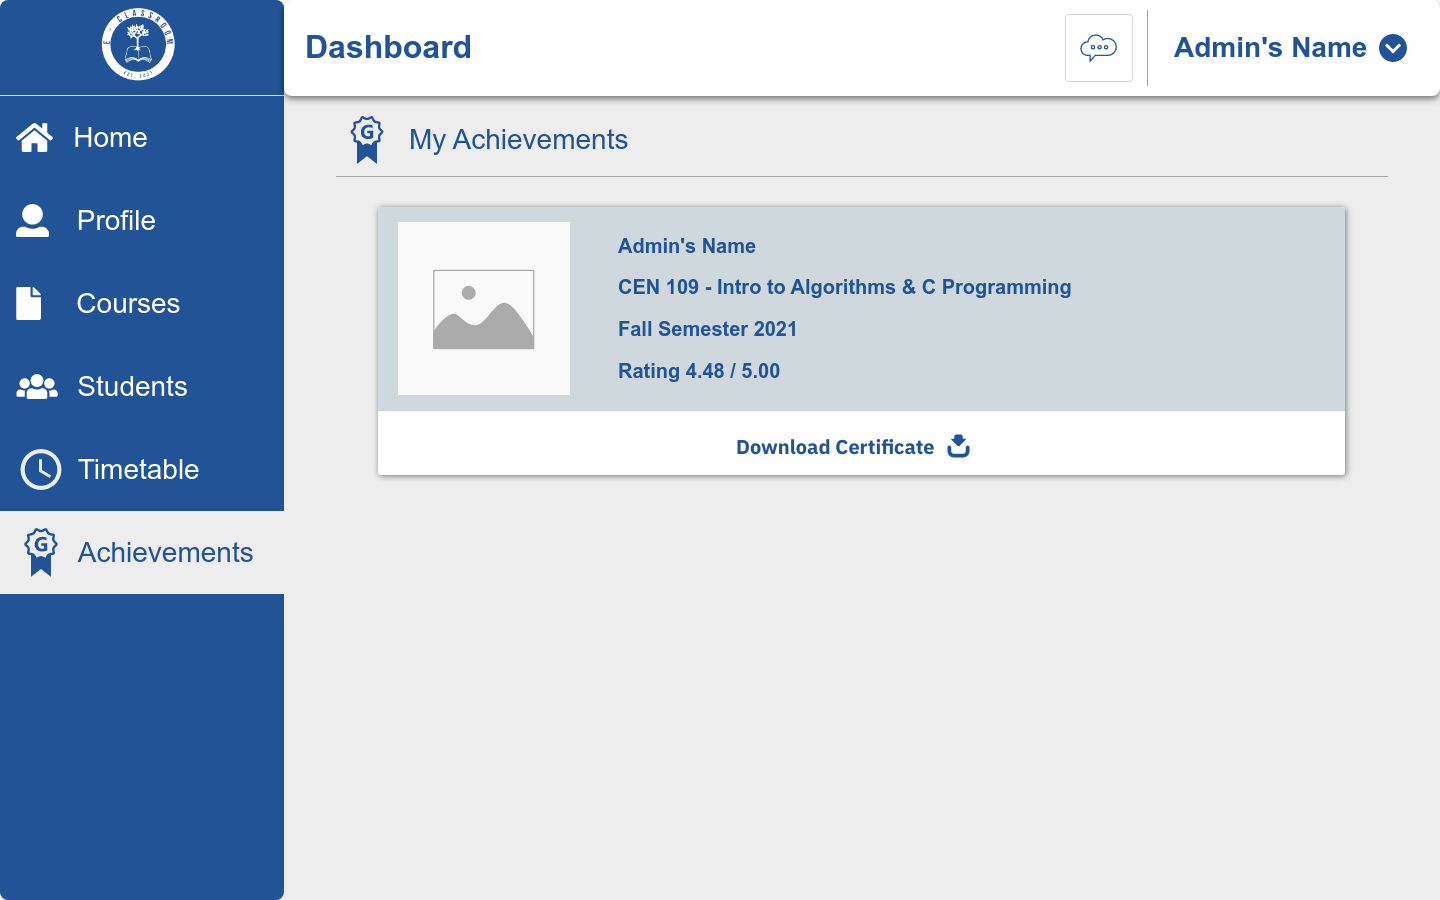 E - CLASSROOM
EST. 2021
Dashboard
Admin's Name
Home
Profile
Courses
Students
Timetable
G Achievements
G My Achievements
Admin's Name
CEN 109 - Intro to Algorithms & C Programming
Fall Semester 2021
Rating 4.48 / 5.00
Download Certificate